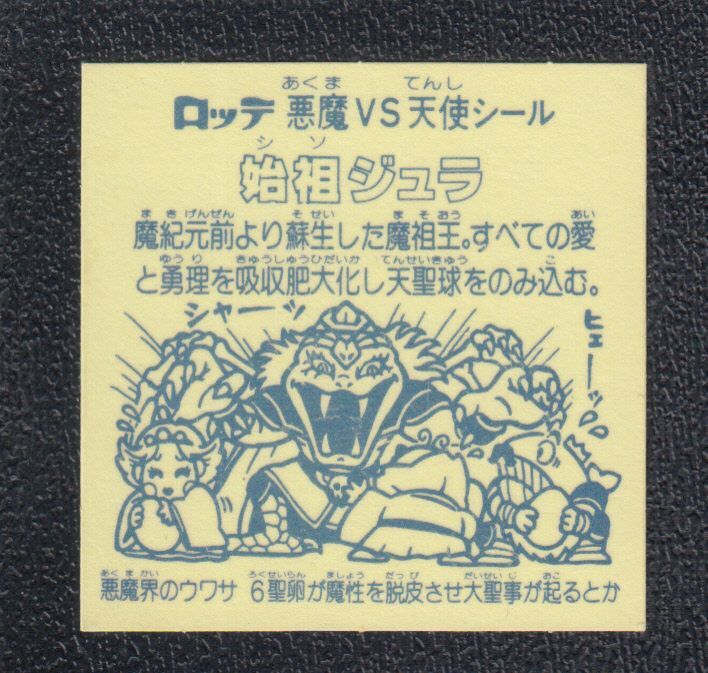 あくま てんし
ロッテ 悪魔VS天使シール
シソ
始祖ジュラ
まきげんぜん そせい まそおう あい
魔紀元前より蘇生した魔祖王。すべての愛
ゆうり きゅうしゅうひだいか てんせいきゅう こ
と勇理を吸収肥大化し天聖球をのみ込む。
シャーッ
ヒューーッ
あくまかい ろくせいらん ましょう だっぴ だいせいじ おこ
悪魔界のウワサ 6聖卵が魔性を脱皮させ大聖事が起るとか